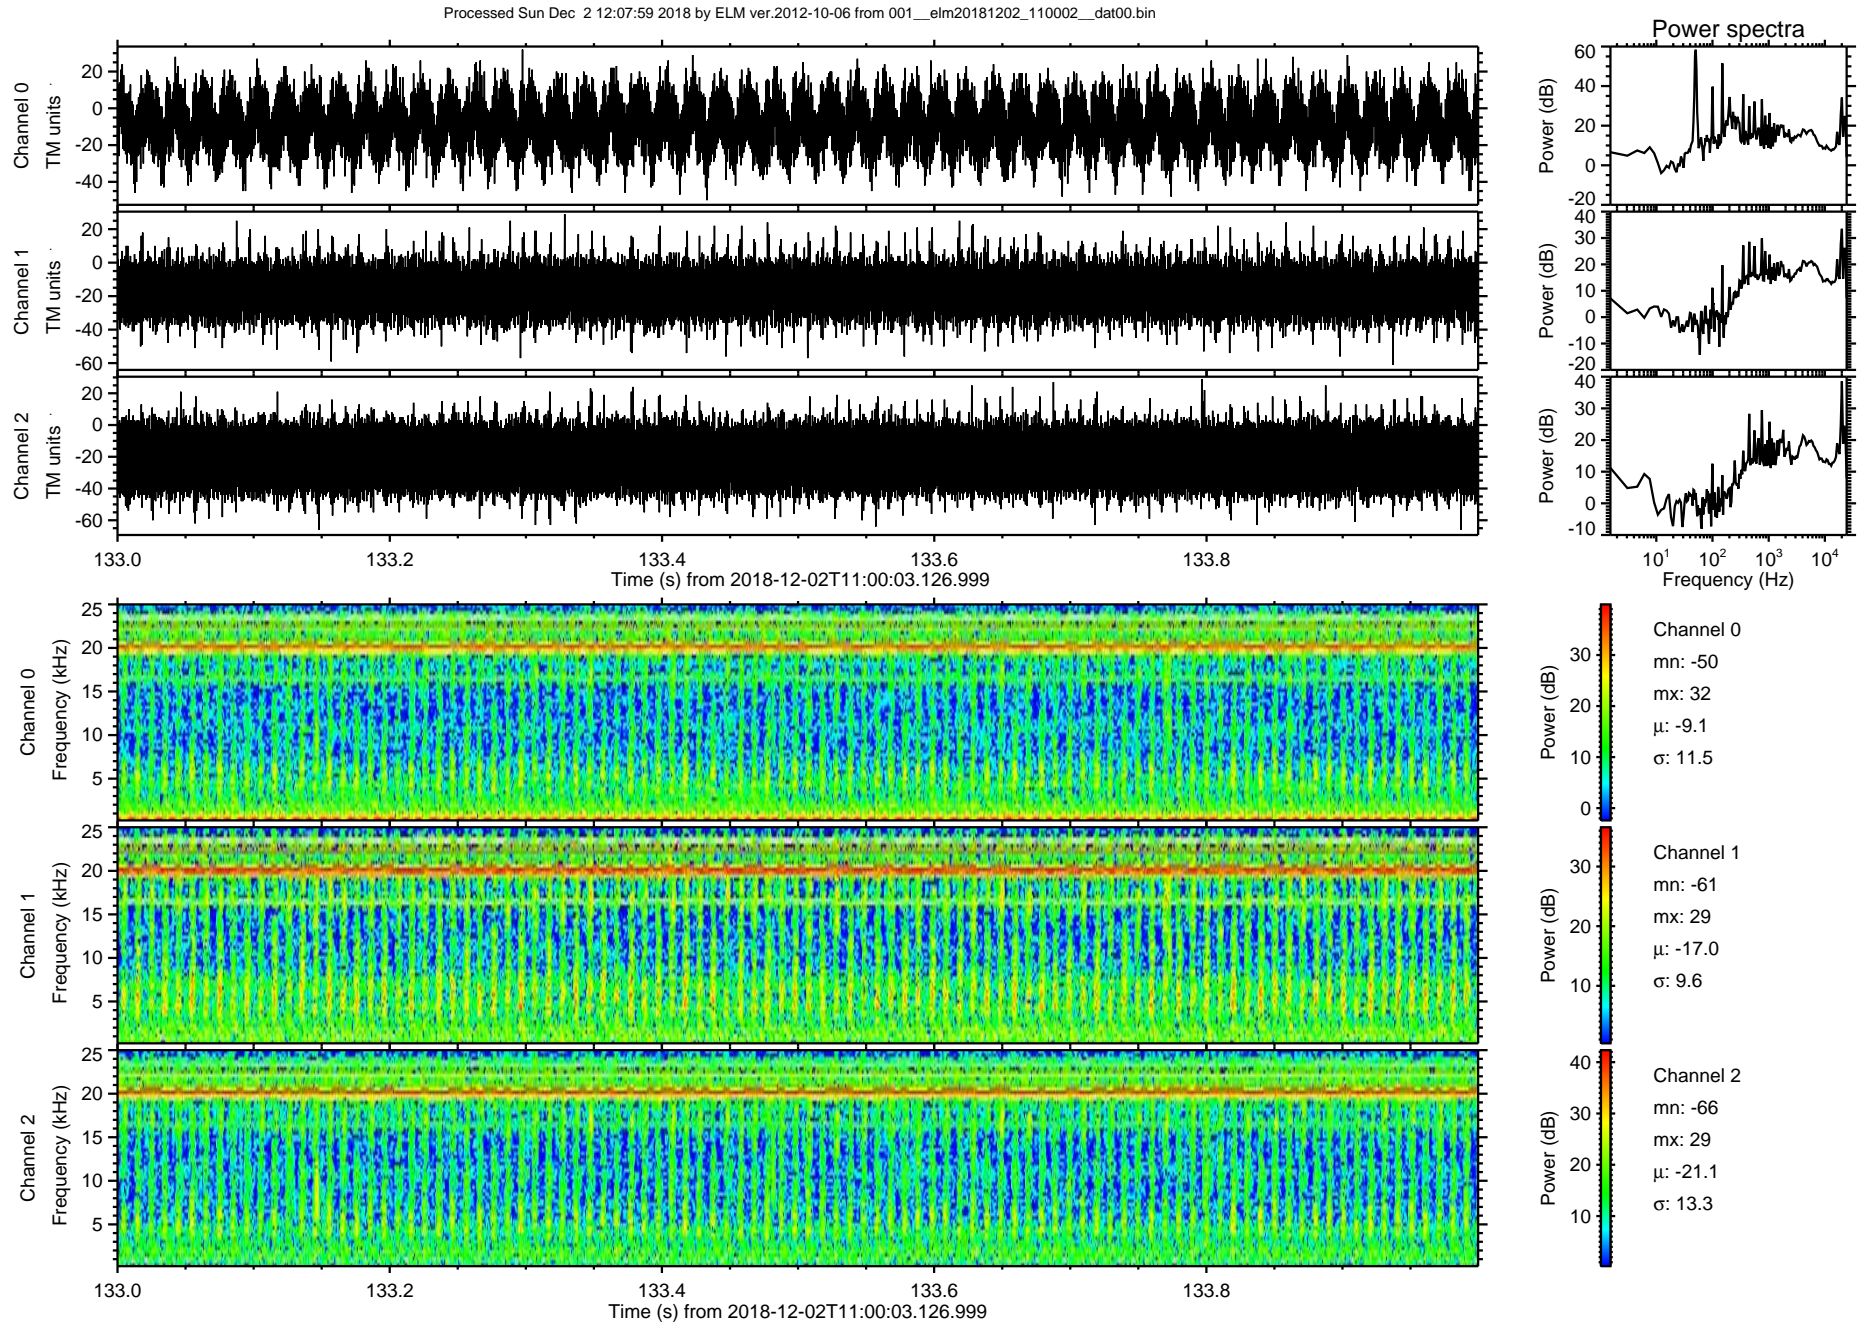 Processed Sun Dec  2 12:07:59 2018 by ELM ver.2012-10-06 from 001__elm20181202_110002__dat00.bin
Power spectra
Channel 0
TM units
20
0
-20
-40
Power (dB)
60
40
20
0
-20
Channel 1
TM units
20
0
-20
-40
-60
Power (dB)
40
30
20
10
0
-10
-20
Channel 2
TM units
20
0
-20
-40
-60
Power (dB)
40
30
20
10
0
-10
133.0
133.2
133.4
133.6
133.8
Time (s) from 2018-12-02T11:00:03.126.999
10¹
10²
10³
10⁴
Frequency (Hz)
Channel 0
Frequency (kHz)
25
20
15
10
5
Power (dB)
30
20
10
0
Channel 0
mn: -50
mx: 32
μ: -9.1
σ: 11.5
Channel 1
Frequency (kHz)
25
20
15
10
5
Power (dB)
30
20
10
Channel 1
mn: -61
mx: 29
μ: -17.0
σ: 9.6
Channel 2
Frequency (kHz)
25
20
15
10
5
Power (dB)
40
30
20
10
Channel 2
mn: -66
mx: 29
μ: -21.1
σ: 13.3
133.0
133.2
133.4
133.6
133.8
Time (s) from 2018-12-02T11:00:03.126.999